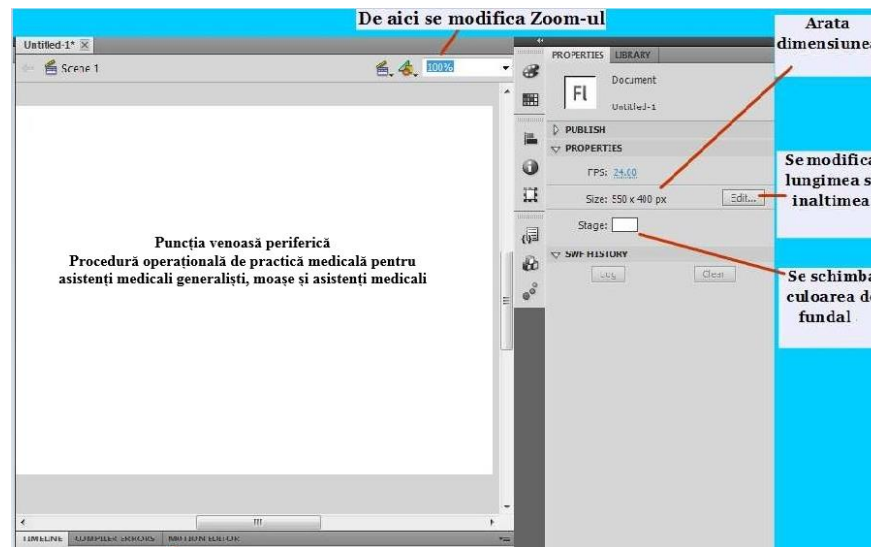 De aici se modifica Zoom-ul
Untitled-1*
Scene 1
100%
Puncția venoasă periferică
Procedură operațională de practică medicală pentru
asistenți medicali generaliști, moașe și asistenți medicali
TIMELINE COMPILER ERRORS MOTION EDITOR
PROPERTIES LIBRARY
Fl
Document
Untitled-1
PUBLISH
PROPERTIES
FPS: 24.00
Size: 550 x 400 px
Edit...
Stage:
SWF HISTORY
Log
Clear
Arata
dimensiunea
Se modifica
lungimea s
inaltimea
Se schimba
culoarea de
fundal